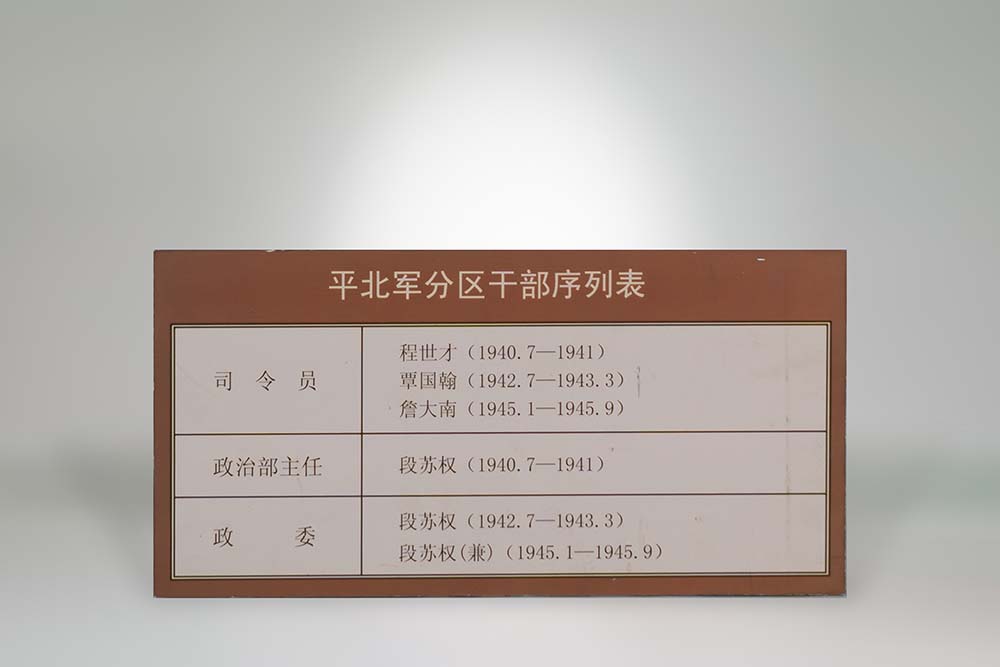 平北军分区干部序列表
司令员
程世才（1940.7—1941）
覃国翰（1942.7—1943.3）
詹大南（1945.1—1945.9）
政治部主任
段苏权（1940.7—1941）
政委
段苏权（1942.7—1943.3）
段苏权(兼)（1945.1—1945.9）